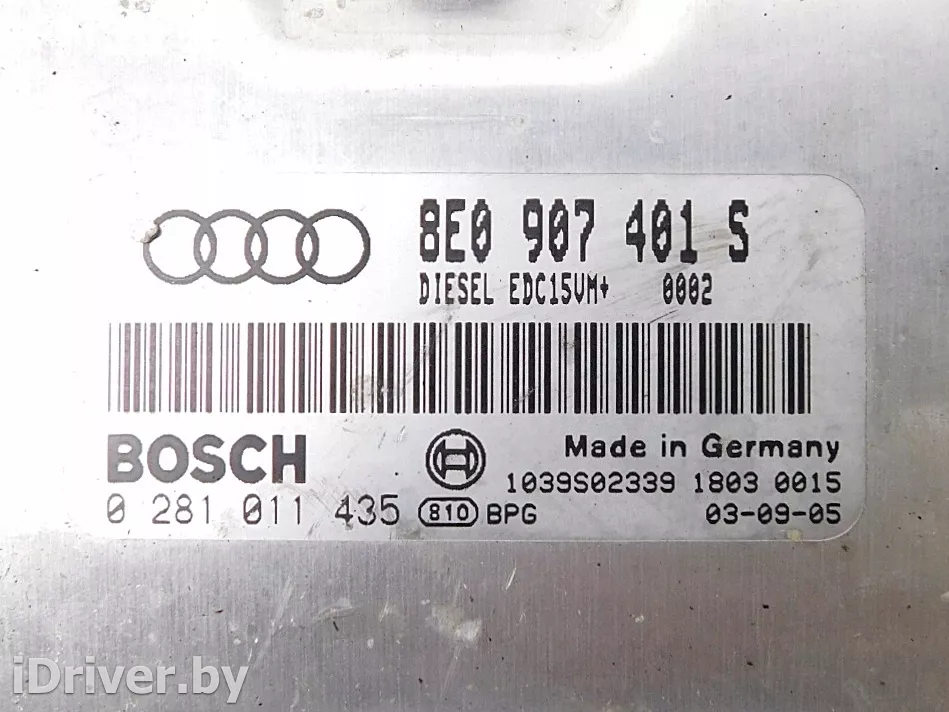 8E0 907 401 S
DIESEL EDC15VM+ 0002
BOSCH
Made in Germany
1039S02339 1803 0015
0 281 011 435 810 BPG 03-09-05
iDriver.by